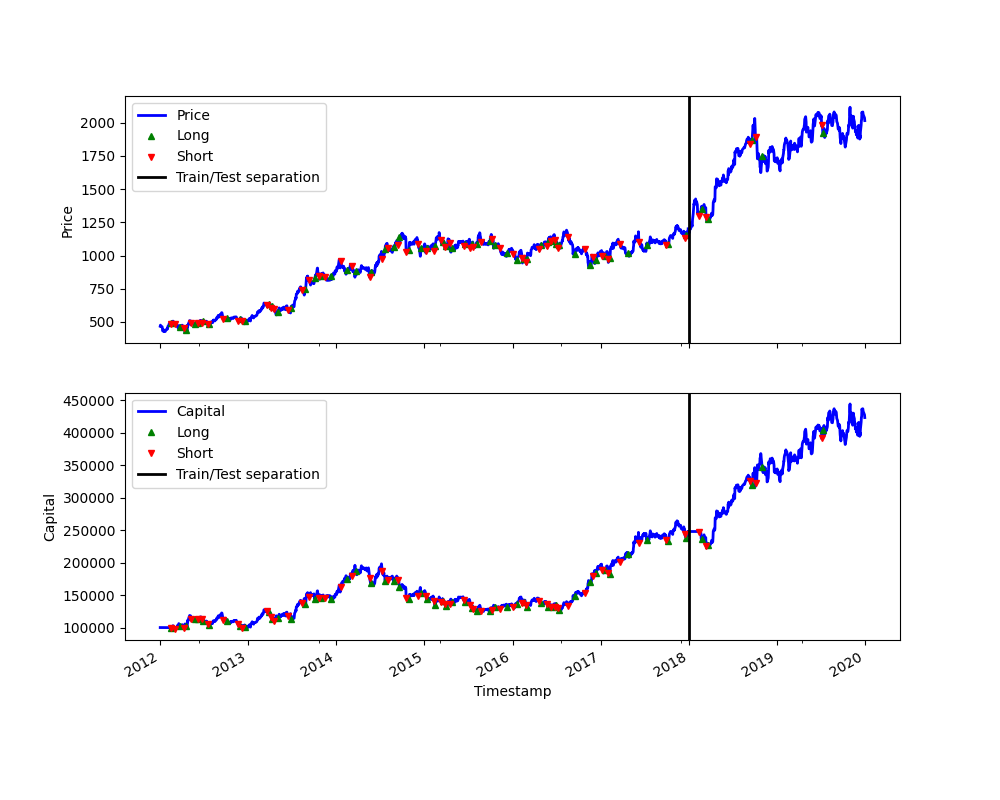 2000
1750
1500
1250
1000
750
500
Price
Price
Long
Short
Train/Test separation
450000
400000
350000
300000
250000
200000
150000
100000
Capital
Capital
Long
Short
Train/Test separation
2012
2013
2014
2015
2016
2017
2018
2019
2020
Timestamp